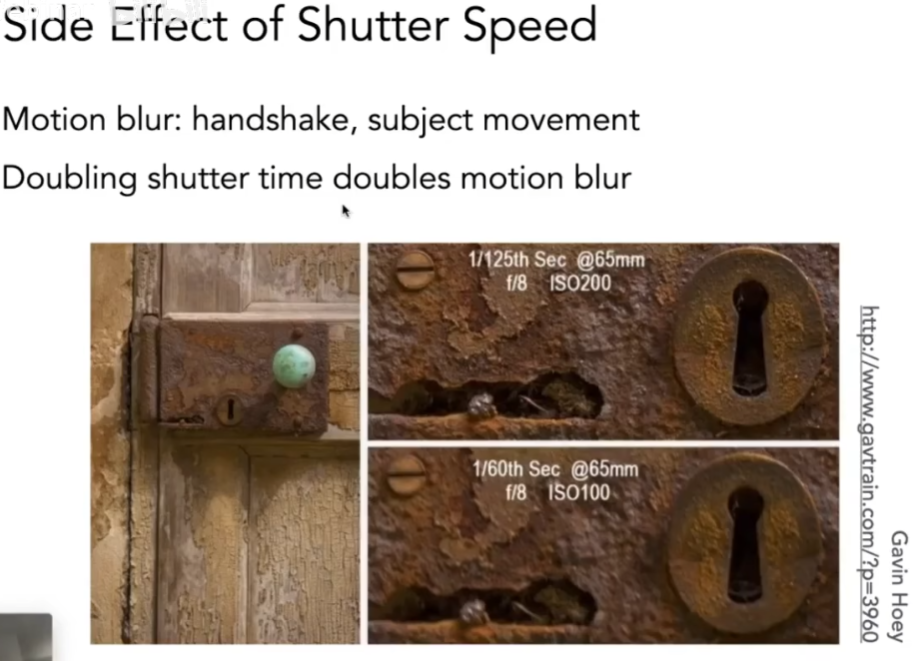 Side Effect of Shutter Speed
Motion blur: handshake, subject movement
Doubling shutter time doubles motion blur
1/125th Sec @65mm
f/8 ISO200
1/60th Sec @65mm
f/8 ISO100
Gavin Hoey
http://www.gavtrain.com/?p=3960